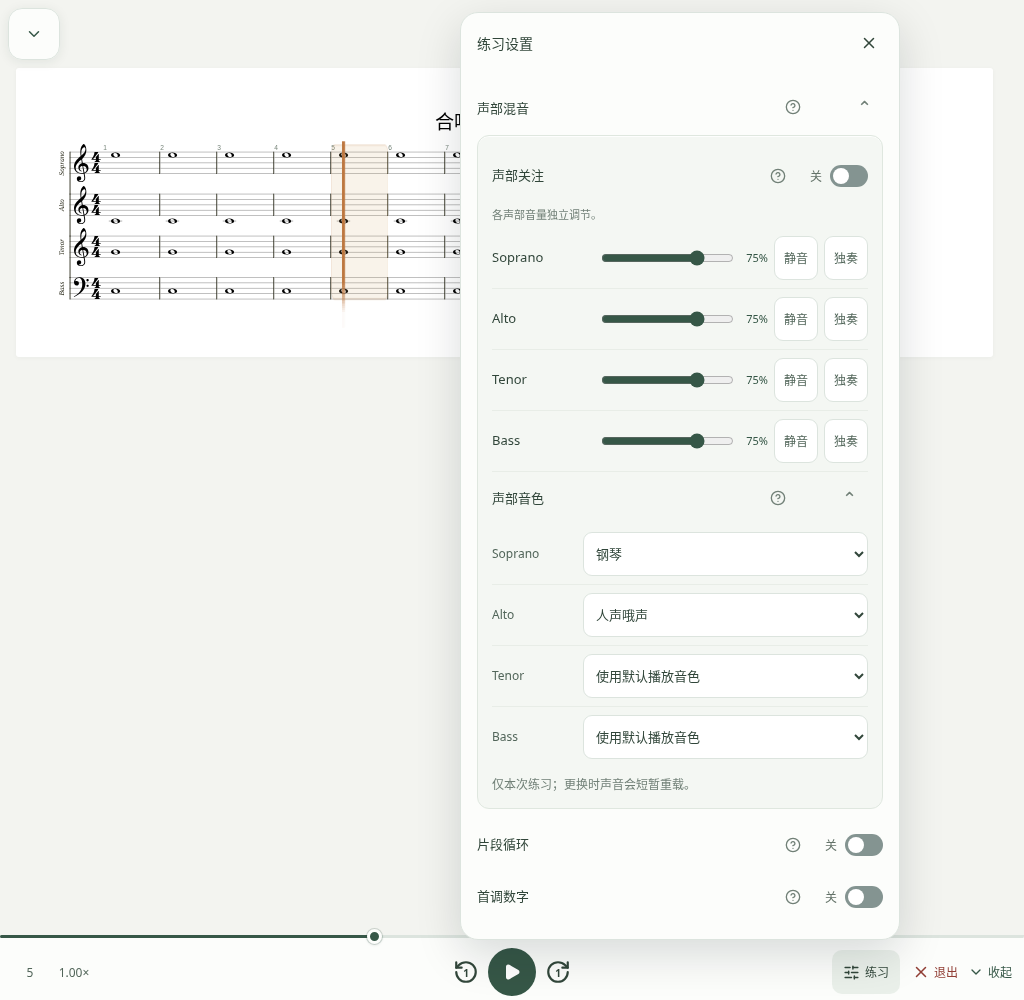 练习设置
声部混音
合
Soprano
Alto
Tenor
Bass
1 2 3 4 5 6 7
声部关注
关
各声部音量独立调节。
Soprano 75% 静音 独奏
Alto 75% 静音 独奏
Tenor 75% 静音 独奏
Bass 75% 静音 独奏
声部音色
Soprano 钢琴
Alto 人声哦声
Tenor 使用默认播放音色
Bass 使用默认播放音色
仅本次练习；更换时声音会短暂重载。
片段循环 关
首调数字 关
5 1.00× 1 1 练习 退出 收起